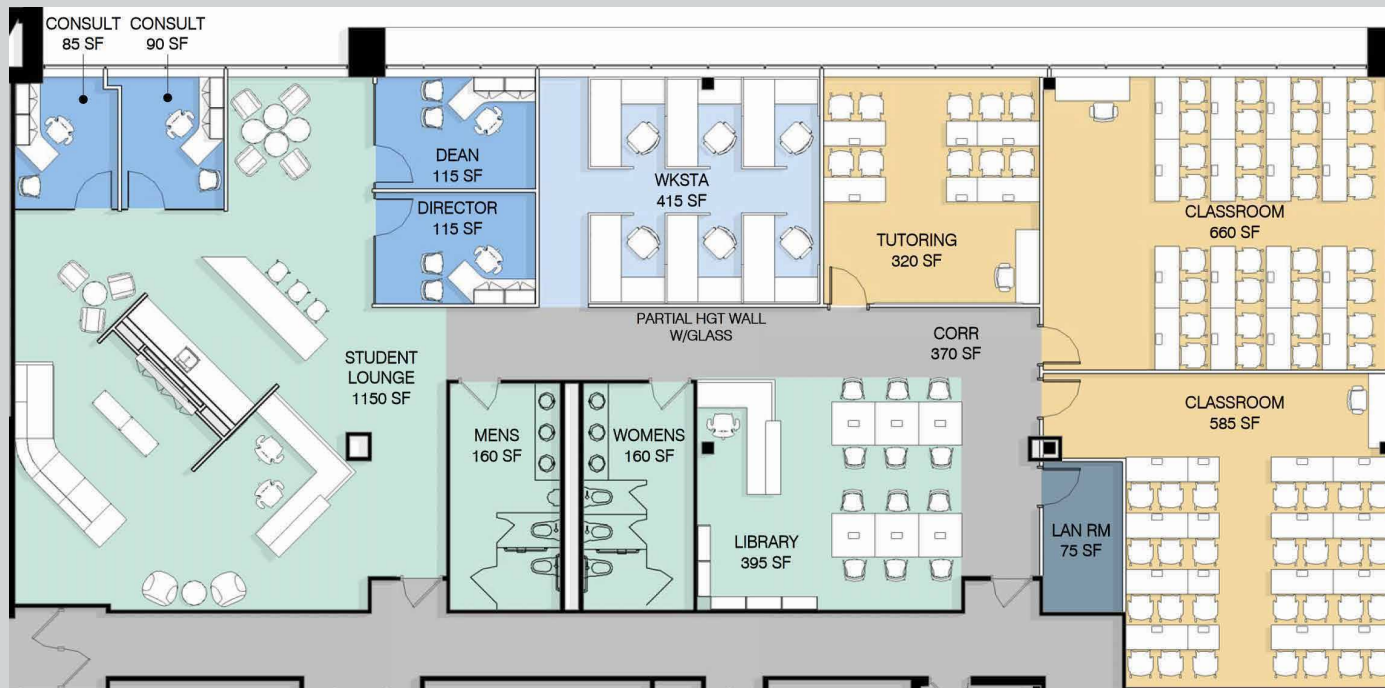 CONSULT
85 SF
CONSULT
90 SF
DEAN
115 SF
DIRECTOR
115 SF
WKSTA
415 SF
TUTORING
320 SF
CLASSROOM
660 SF
PARTIAL HGT WALL
W/GLASS
CORR
370 SF
STUDENT
LOUNGE
1150 SF
CLASSROOM
585 SF
MENS
160 SF
WOMENS
160 SF
LIBRARY
395 SF
LAN RM
75 SF